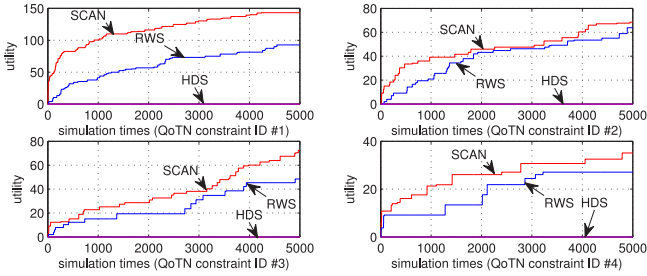 150
100
50
0
utility
SCAN
RWS
HDS
0 1000 2000 3000 4000 5000
simulation times (QoTN constraint ID #1)
80
60
40
20
0
utility
SCAN
RWS
HDS
0 1000 2000 3000 4000 5000
simulation times (QoTN constraint ID #2)
80
60
40
20
0
utility
SCAN
RWS
HDS
0 1000 2000 3000 4000 5000
simulation times (QoTN constraint ID #3)
40
20
0
utility
SCAN
RWS
HDS
0 1000 2000 3000 4000 5000
simulation times (QoTN constraint ID #4)